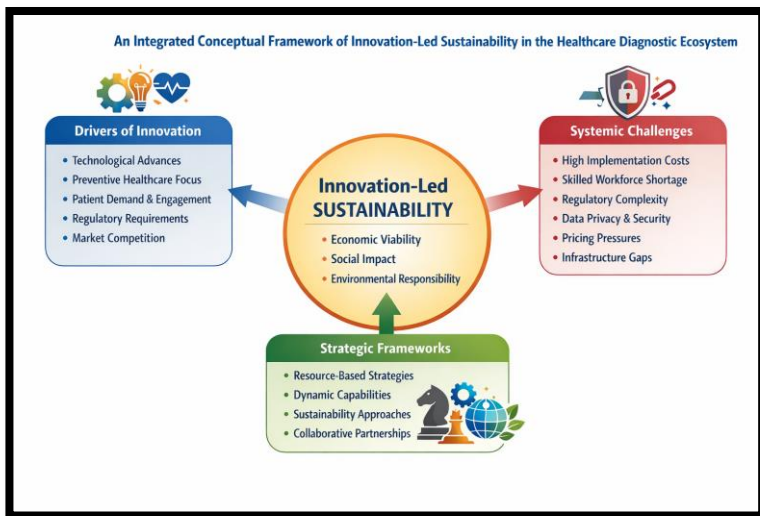 An Integrated Conceptual Framework of Innovation-Led Sustainability in the Healthcare Diagnostic Ecosystem
Drivers of Innovation
• Technological Advances
• Preventive Healthcare Focus
• Patient Demand & Engagement
• Regulatory Requirements
• Market Competition
Innovation-Led
SUSTAINABILITY
• Economic Viability
• Social Impact
• Environmental Responsibility
Systemic Challenges
• High Implementation Costs
• Skilled Workforce Shortage
• Regulatory Complexity
• Data Privacy & Security
• Pricing Pressures
• Infrastructure Gaps
Strategic Frameworks
• Resource-Based Strategies
• Dynamic Capabilities
• Sustainability Approaches
• Collaborative Partnerships